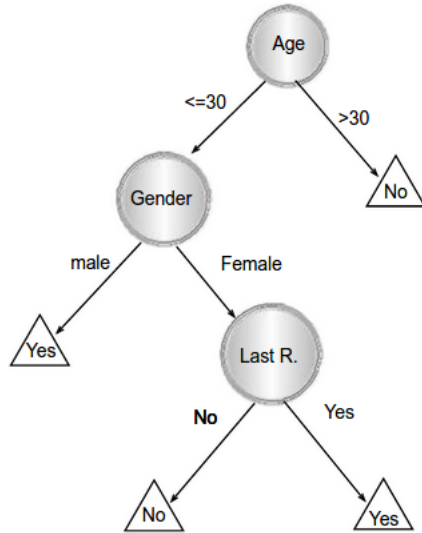 Age
<=30
>30
Gender
No
male
Female
Yes
Last R.
No
Yes
No
Yes